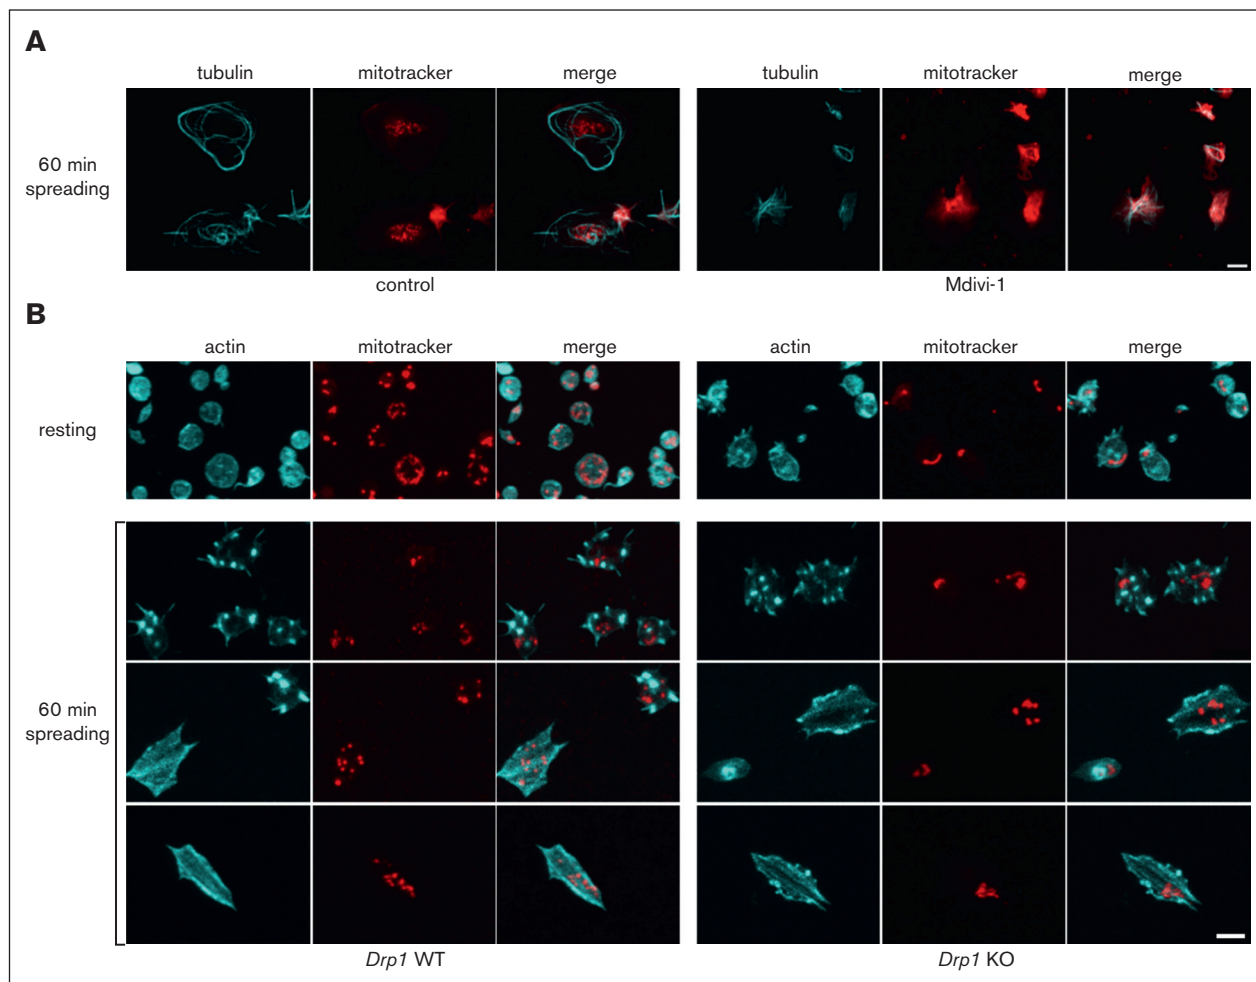 A
tubulin mitotracker merge tubulin mitotracker merge
60 min
spreading
control Mdivi-1
B
actin mitotracker merge actin mitotracker merge
resting
60 min
spreading
Drp1 WT Drp1 KO